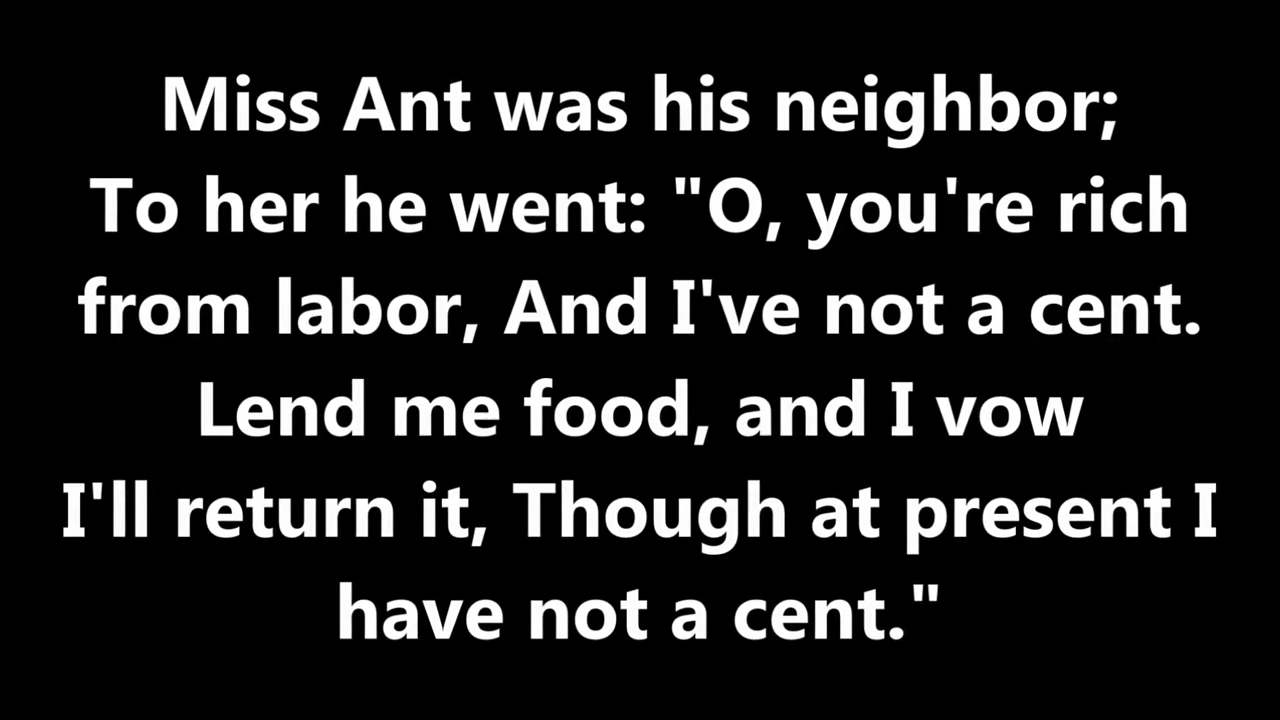 Miss Ant was his neighbor;
To her he went: "O, you're rich
from labor, And I've not a cent.
Lend me food, and I vow
I'll return it, Though at present I
have not a cent."